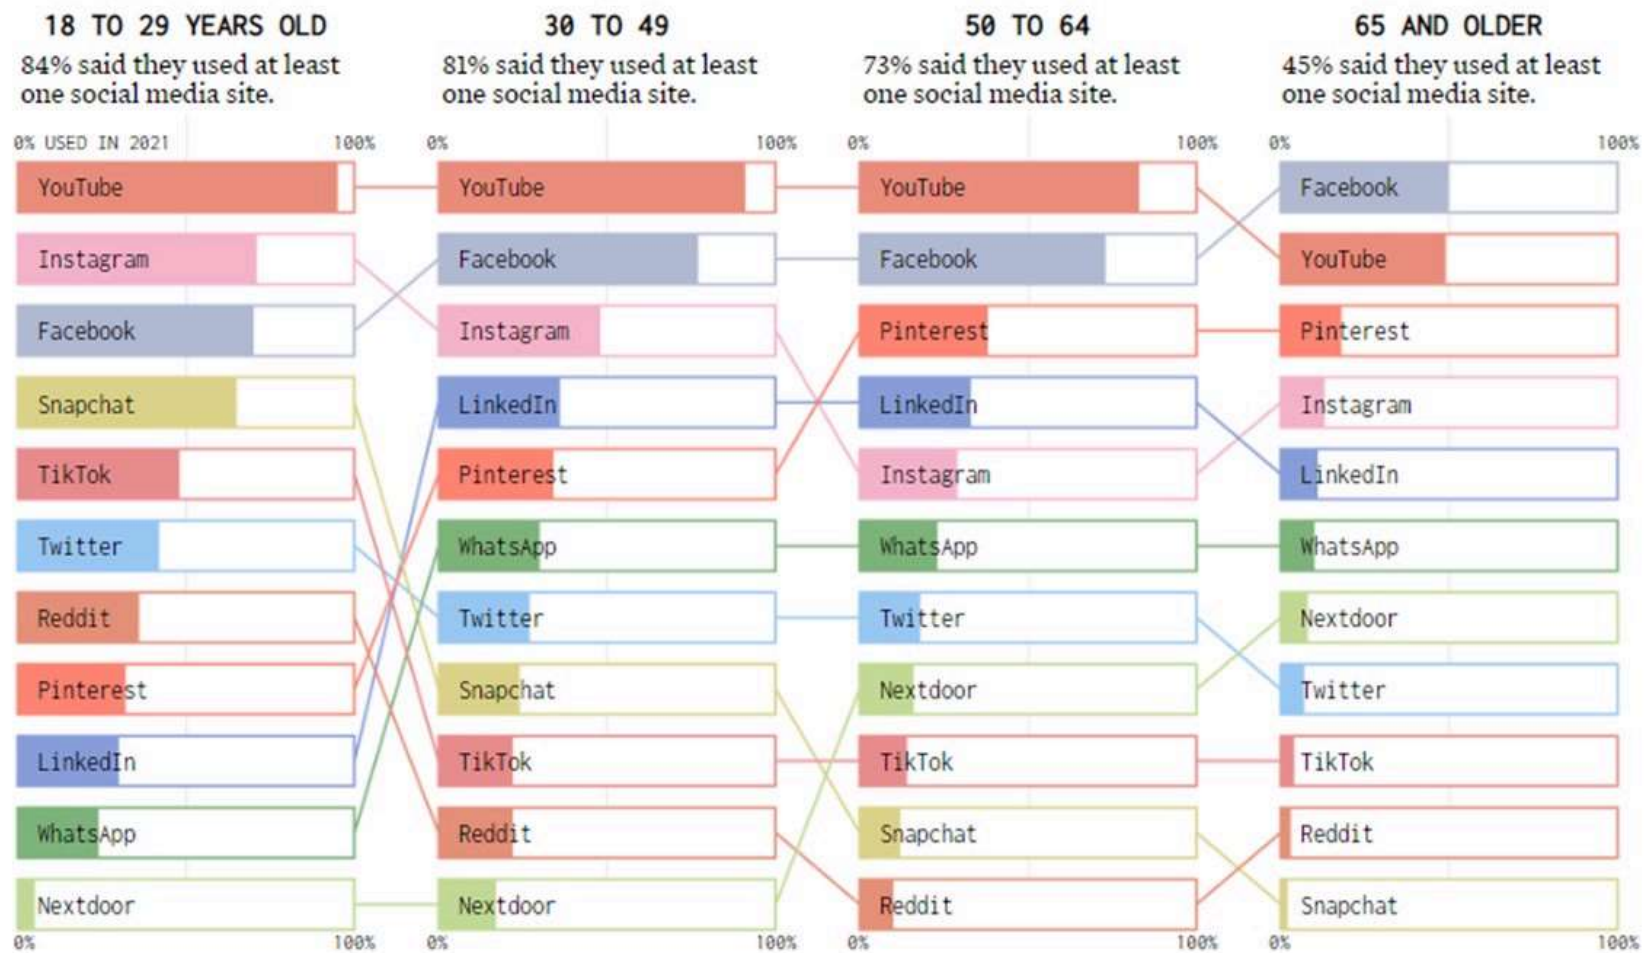 18 TO 29 YEARS OLD
84% said they used at least
one social media site.
0% USED IN 2021 100%
YouTube
Instagram
Facebook
Snapchat
TikTok
Twitter
Reddit
Pinterest
LinkedIn
WhatsApp
Nextdoor
0% 100%
30 TO 49
81% said they used at least
one social media site.
0% 100%
YouTube
Facebook
Instagram
LinkedIn
Pinterest
WhatsApp
Twitter
Snapchat
TikTok
Reddit
Nextdoor
0% 100%
50 TO 64
73% said they used at least
one social media site.
0% 100%
YouTube
Facebook
Pinterest
LinkedIn
Instagram
WhatsApp
Twitter
Nextdoor
TikTok
Snapchat
Reddit
0% 100%
65 AND OLDER
45% said they used at least
one social media site.
0% 100%
Facebook
YouTube
Pinterest
Instagram
LinkedIn
WhatsApp
Nextdoor
Twitter
TikTok
Reddit
Snapchat
0% 100%